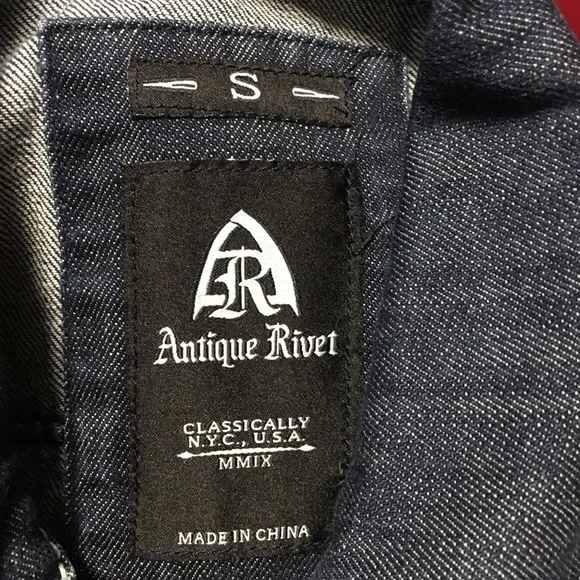 S
AR
Antique Rivet
CLASSICALLY
N.Y.C., U.S.A.
MMIX
MADE IN CHINA